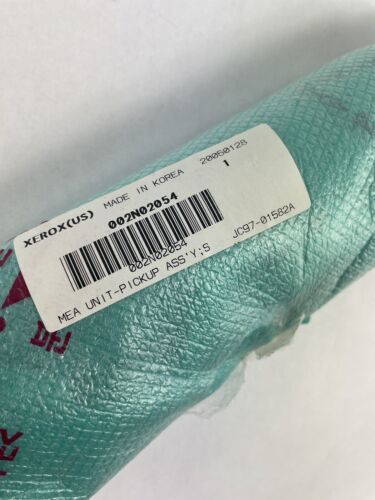 XEROX(US) MADE IN KOREA 20050128
002N02054 1
002N02054
MEA UNIT-PICKUP ASS'Y;S JC97-01582A